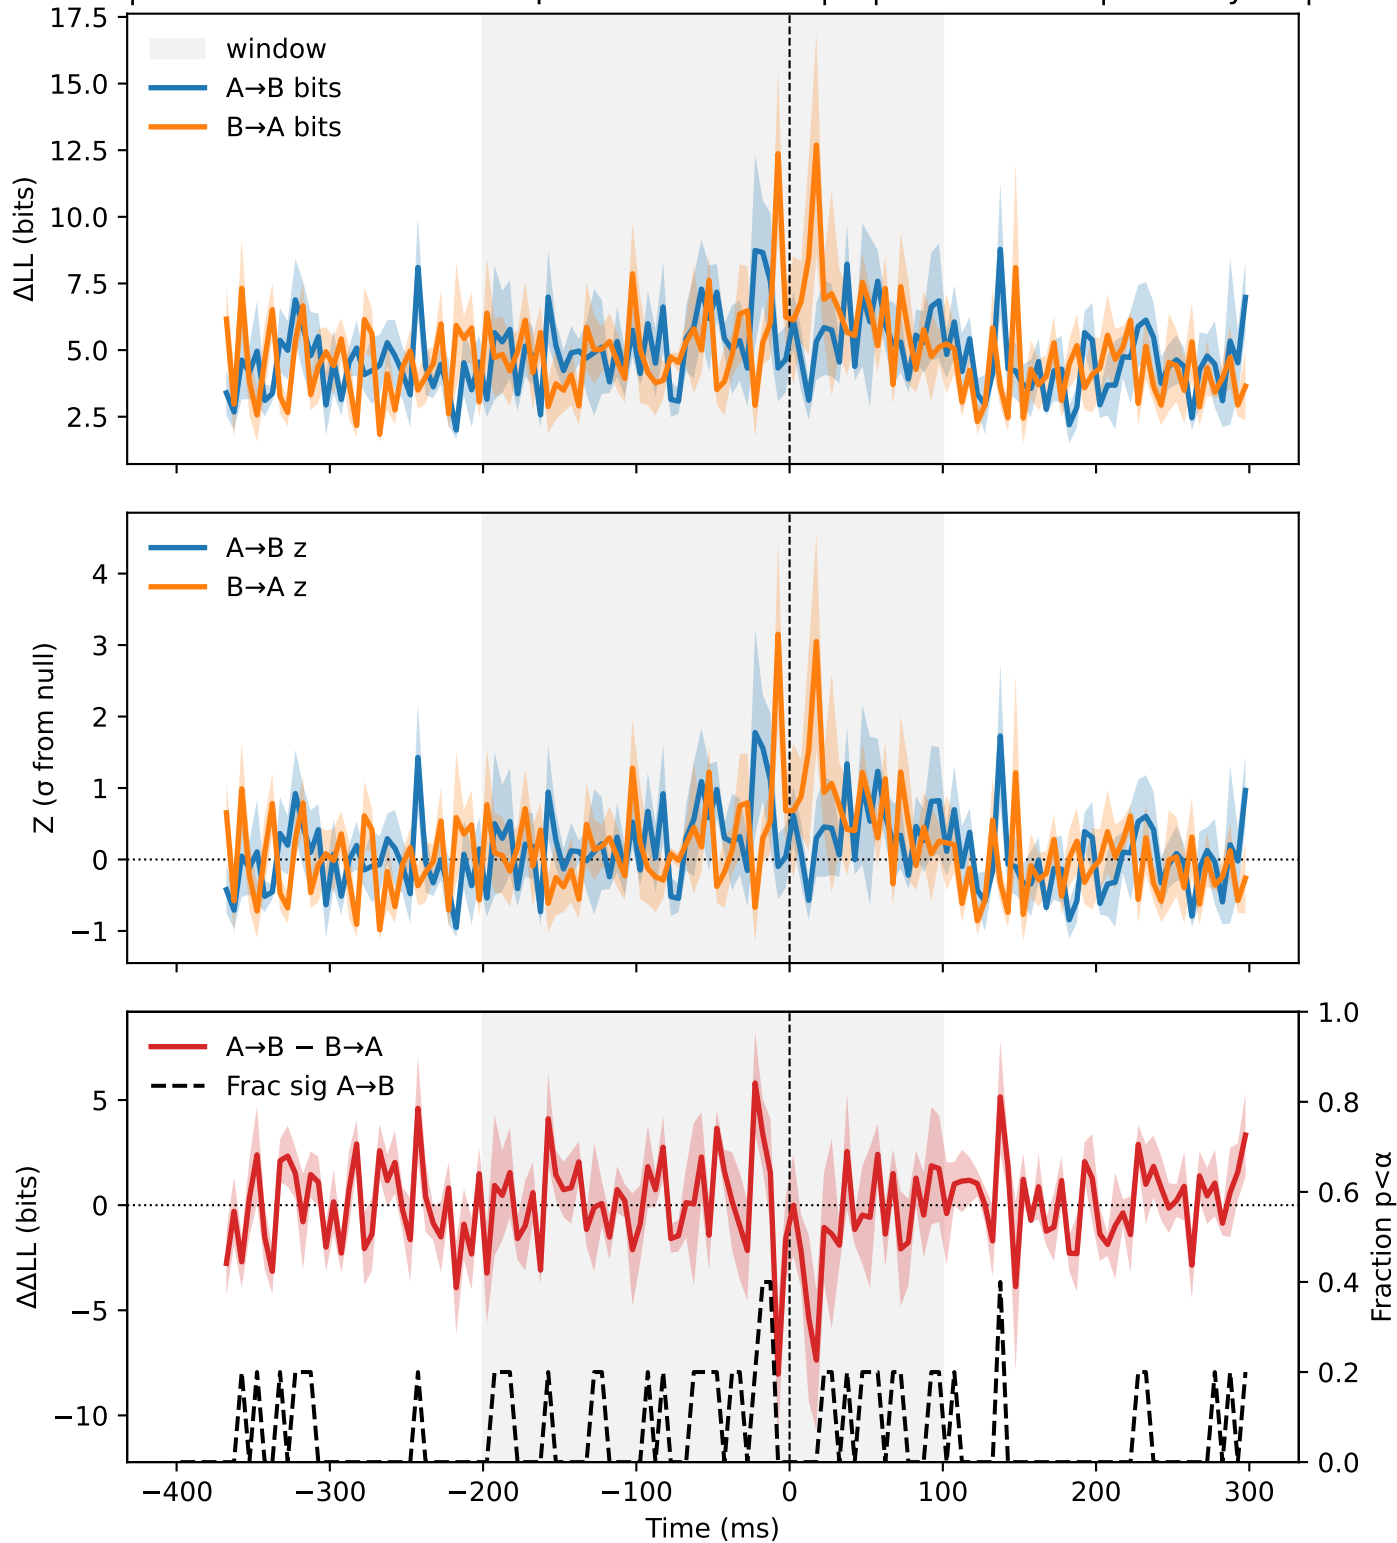 17.5
15.0
12.5
10.0
7.5
5.0
2.5
ΔLL (bits)
window
A→B bits
B→A bits
4
3
2
1
0
−1
Z (σ from null)
A→B z
B→A z
5
0
−5
−10
ΔΔLL (bits)
A→B − B→A
Frac sig A→B
1.0
0.8
0.6
0.4
0.2
0.0
Fraction p<α
−400 −300 −200 −100 0 100 200 300
Time (ms)